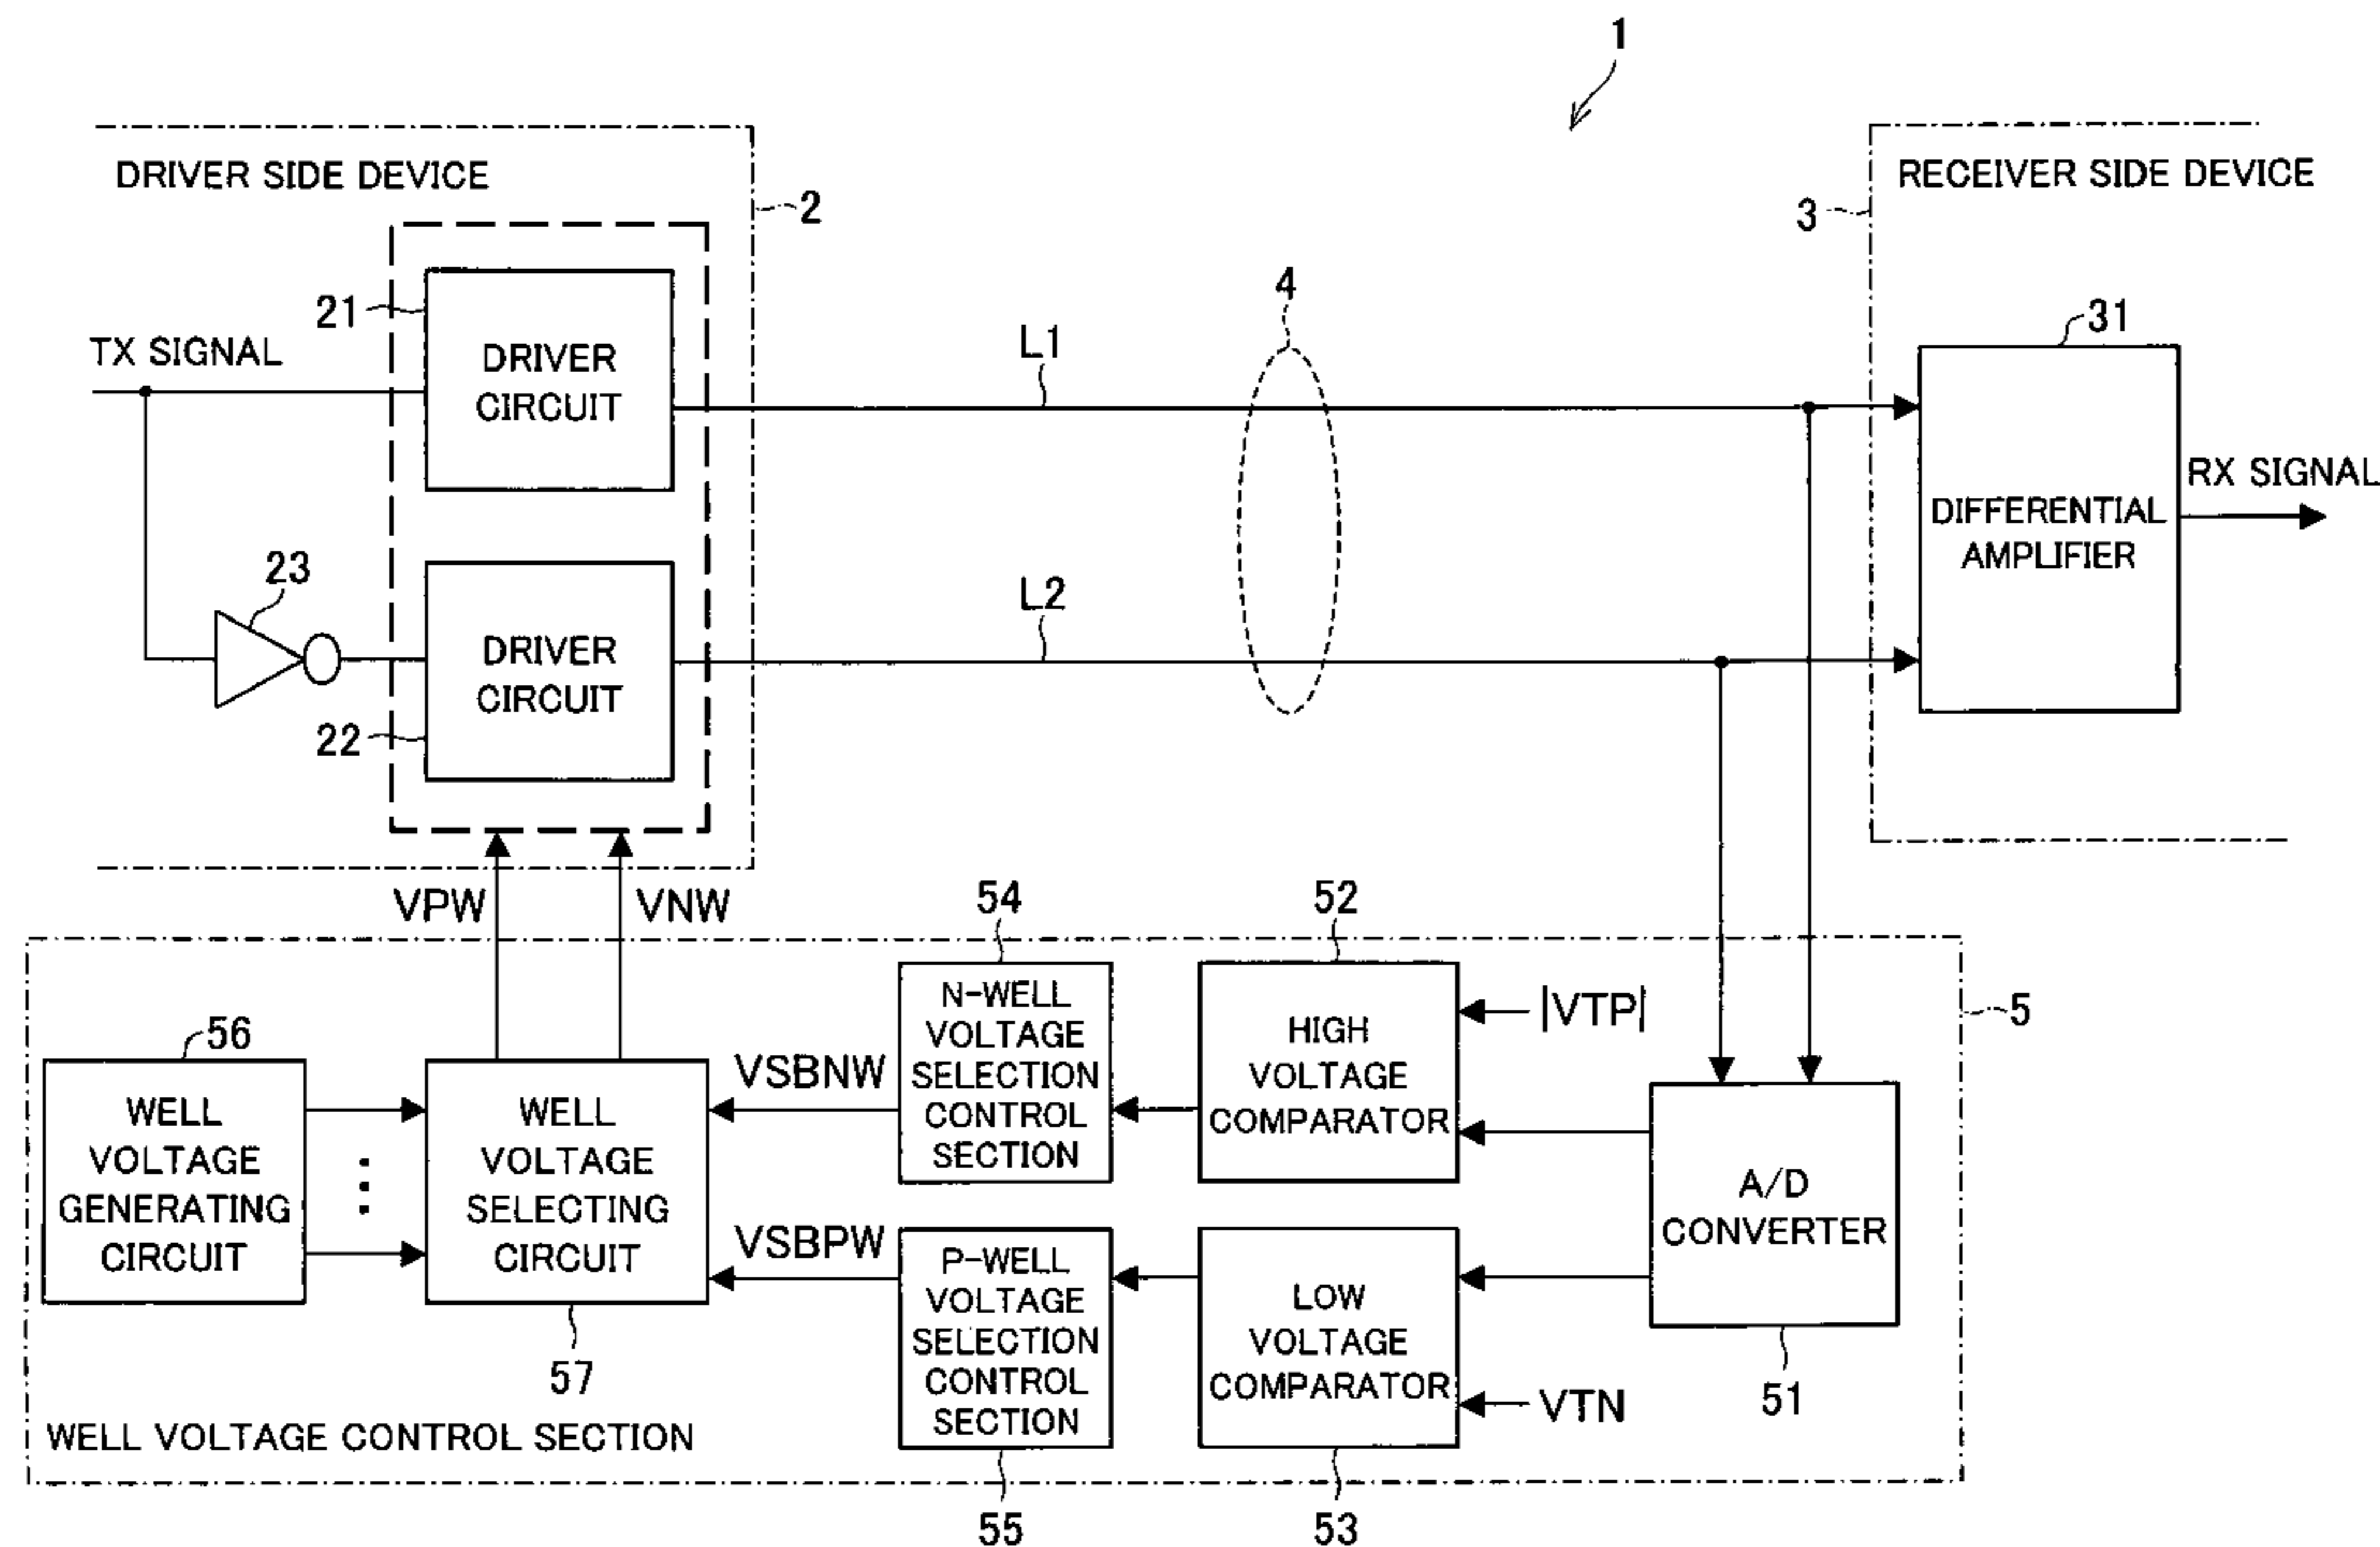 1
DRIVER SIDE DEVICE
2
RECEIVER SIDE DEVICE
3
21
TX SIGNAL
DRIVER
CIRCUIT
L1
4
31
RX SIGNAL
DIFFERENTIAL
AMPLIFIER
23
DRIVER
CIRCUIT
22
L2
VPW
VNW
54
52
5
N-WELL
VOLTAGE
SELECTION
CONTROL
SECTION
HIGH
VOLTAGE
COMPARATOR
|VTP|
56
WELL
VOLTAGE
GENERATING
CIRCUIT
WELL
VOLTAGE
SELECTING
CIRCUIT
57
VSBNW
VSBPW
P-WELL
VOLTAGE
SELECTION
CONTROL
SECTION
LOW
VOLTAGE
COMPARATOR
VTN
A/D
CONVERTER
51
WELL VOLTAGE CONTROL SECTION
55
53